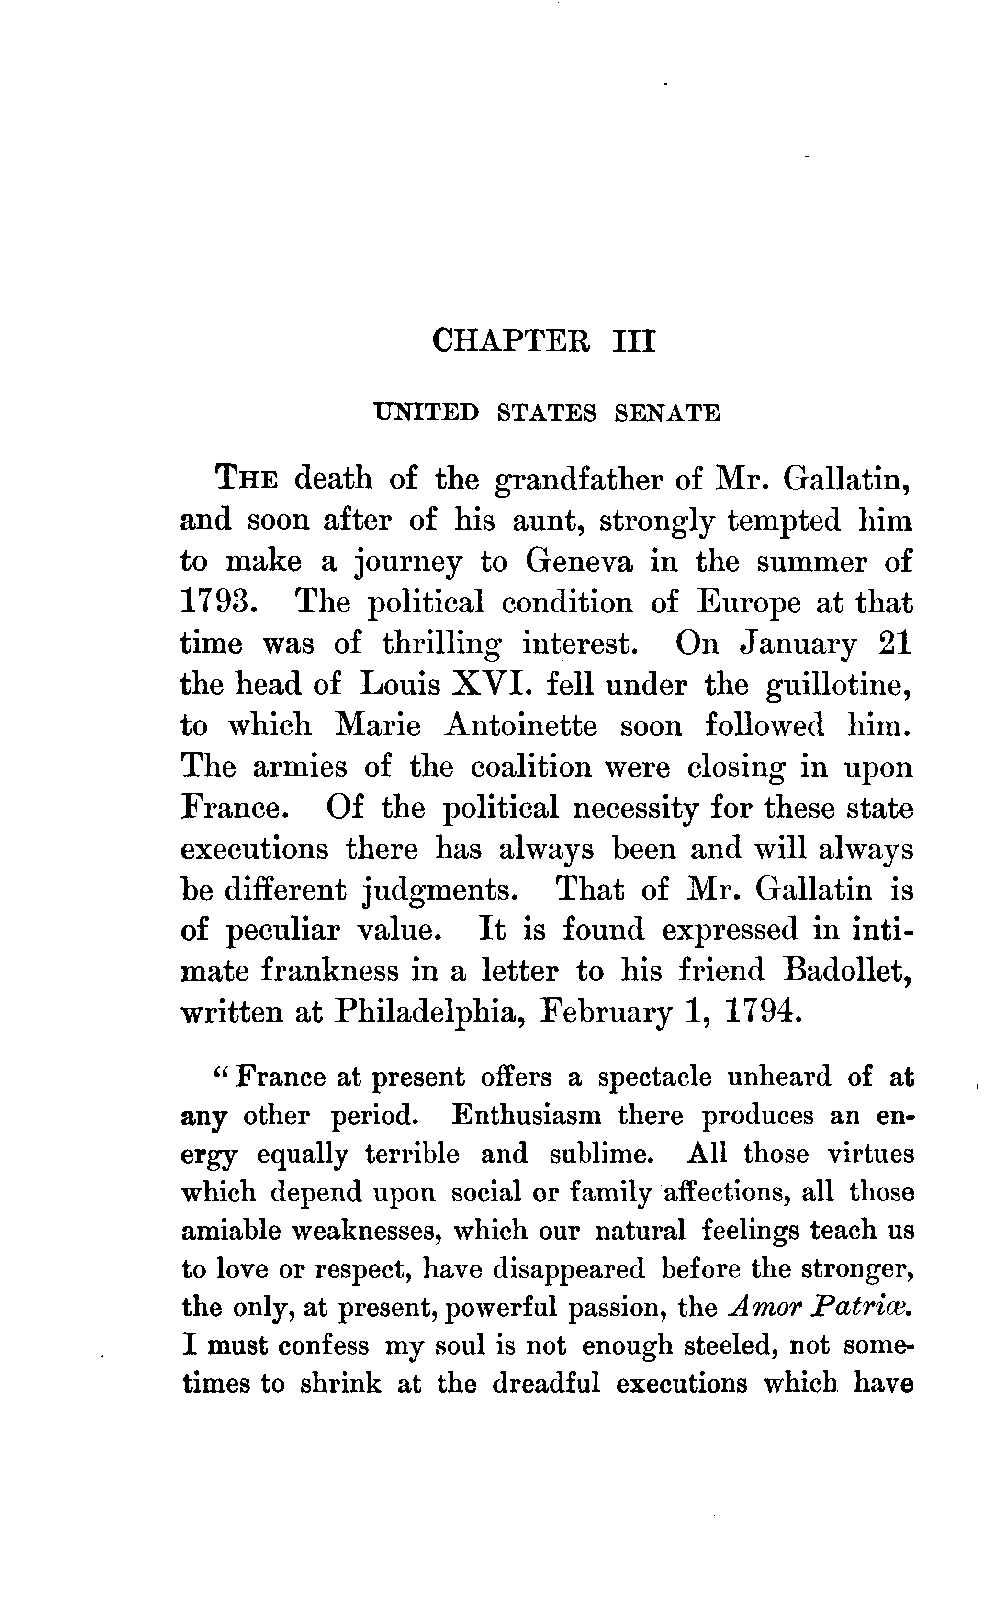 CHAPTER III
UNITED STATES SENATE
THE death of the grandfather of Mr. Gallatin,
and soon after of his aunt, strongly tempted him
to make a journey to Geneva in the summer of
1793. The political condition of Europe at that
time was of thrilling interest. On January 21
the head of Louis XVI. fell under the guillotine,
to which Marie Antoinette soon followed him.
The armies of the coalition were closing in upon
France. Of the political necessity for these state
executions there has always been and will always
be different judgments. That of Mr. Gallatin is
of peculiar value. It is found expressed in inti-
mate frankness in a letter to his friend Badollet,
written at Philadelphia, February 1, 1794.
“France at present offers a spectacle unheard of at
any other period. Enthusiasm there produces an en-
ergy equally terrible and sublime. All those virtues
which depend upon social or family affections, all those
amiable weaknesses, which our natural feelings teach us
to love or respect, have disappeared before the stronger,
the only, at present, powerful passion, the Amor Patriæ.
I must confess my soul is not enough steeled, not some-
times to shrink at the dreadful executions which have